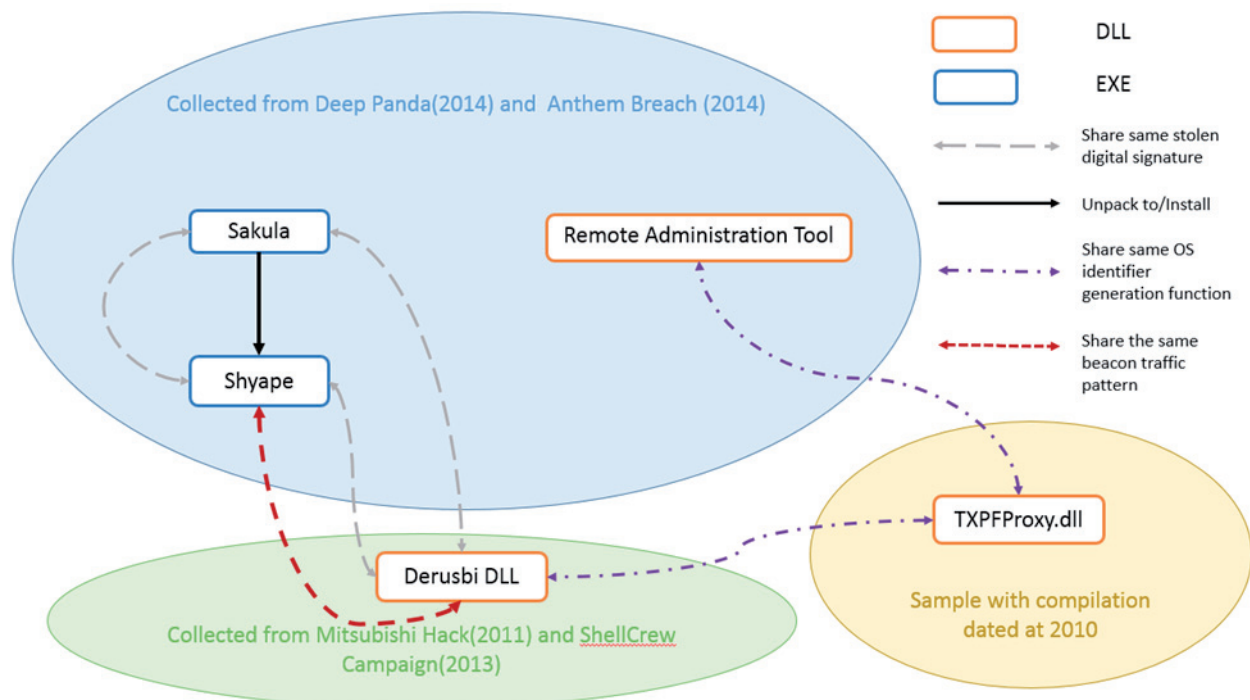 Collected from Deep Panda(2014) and  Anthem Breach (2014)
Sakula
Remote Administration Tool
Shyape
Derusbi DLL
Collected from Mitsubishi Hack(2011) and ShellCrew
Campaign(2013)
TXPFProxy.dll
Sample with compilation
dated at 2010
DLL
EXE
Share same stolen
digital signature
Unpack to/Install
Share same OS
identifier
generation function
Share the same
beacon traffic
pattern